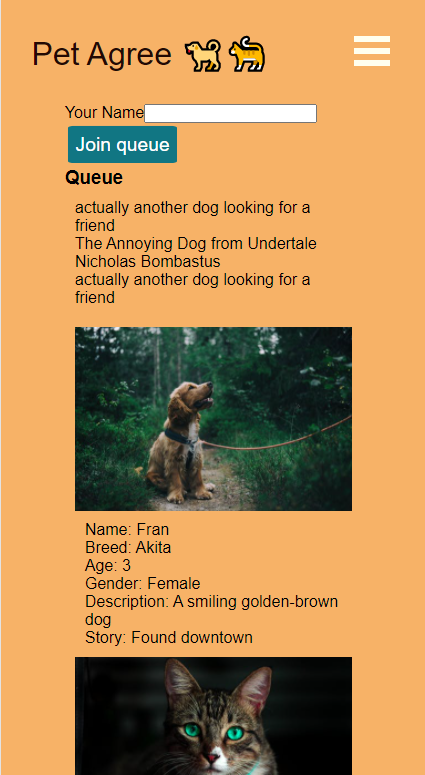 Pet Agree
Your Name
Join queue
Queue
actually another dog looking for a
friend
The Annoying Dog from Undertale
Nicholas Bombastus
actually another dog looking for a
friend
Name: Fran
Breed: Akita
Age: 3
Gender: Female
Description: A smiling golden-brown
dog
Story: Found downtown